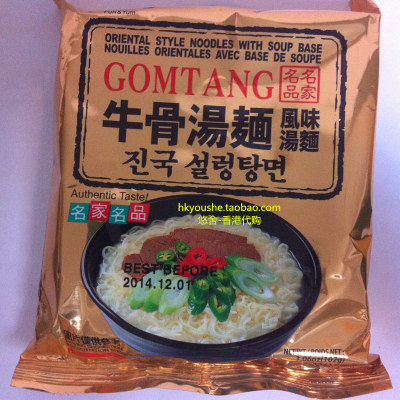 ORIENTAL STYLE NOODLES WITH SOUP BASE
NOUILLES ORIENTALES AVEC BASE DE SOUPE
GOMTANG
名家
名品
牛骨湯麵
風味
湯麵
진국 설렁탕면
Authentic Taste!
名家名品
hkyoushe.taobao.com
悠舍-香港代购
BEST BEFORE
2014.12.01